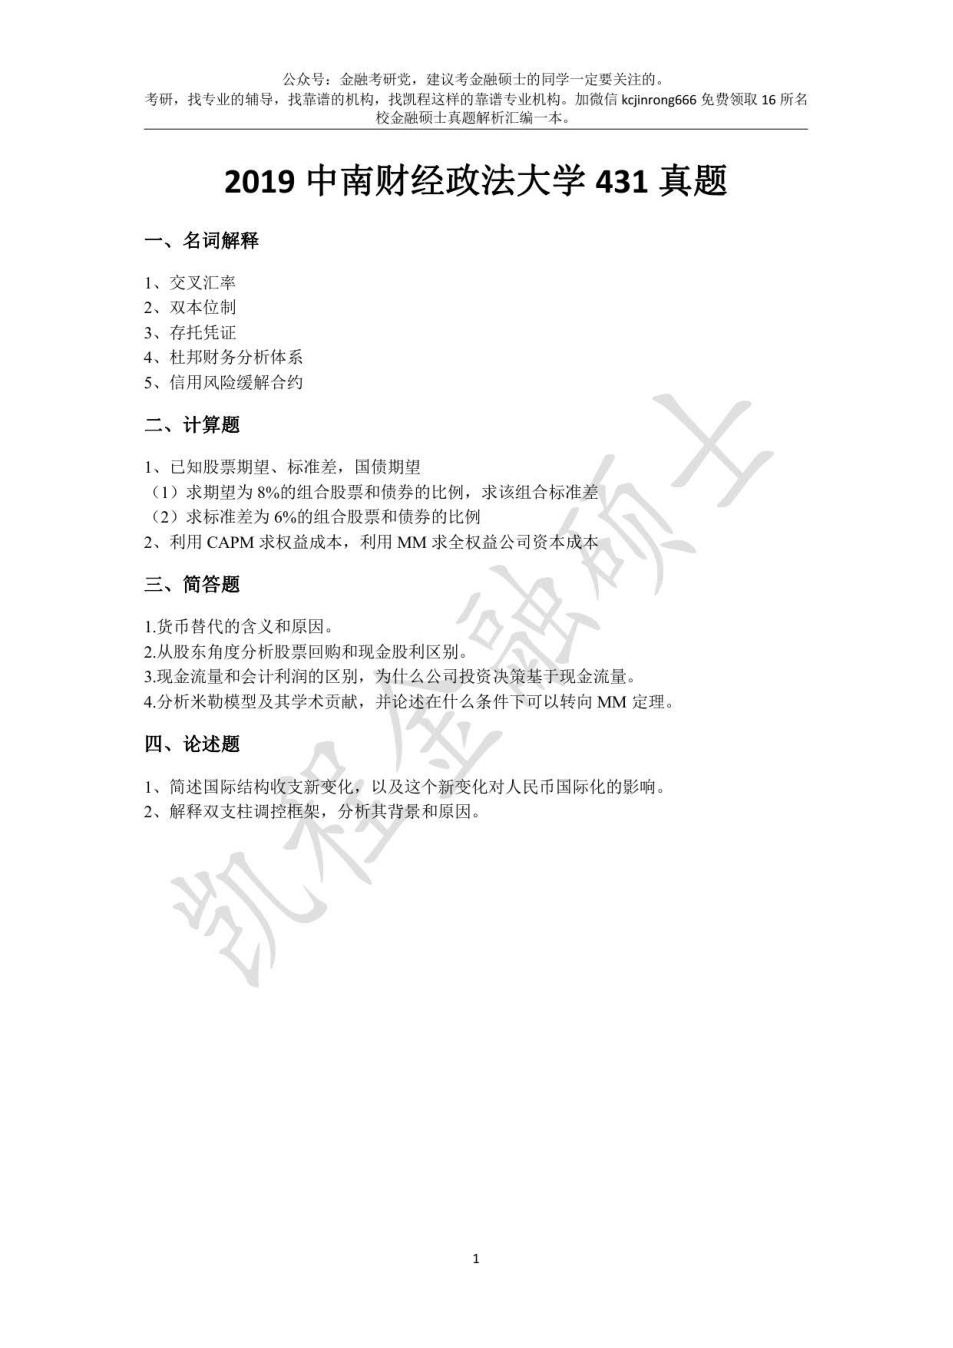 公众号：金融考研党，建议考金融硕士的同学一定要关注的。
考研，找专业的辅导，找靠谱的机构，找凯程这样的靠谱专业机构。加微信 kcjinrong666 免费领取 16 所名
校金融硕士真题解析汇编一本。
2019 中南财经政法大学 431 真题
一、名词解释
1、交叉汇率
2、双本位制
3、存托凭证
4、杜邦财务分析体系
5、信用风险缓解合约
二、计算题
1、已知股票期望、标准差，国债期望
（1）求期望为 8%的组合股票和债券的比例，求该组合标准差
（2）求标准差为 6%的组合股票和债券的比例
2、利用 CAPM 求权益成本，利用 MM 求全权益公司资本成本
三、简答题
1.货币替代的含义和原因。
2.从股东角度分析股票回购和现金股利区别。
3.现金流量和会计利润的区别，为什么公司投资决策基于现金流量。
4.分析米勒模型及其学术贡献，并论述在什么条件下可以转向 MM 定理。
四、论述题
1、简述国际结构收支新变化，以及这个新变化对人民币国际化的影响。
2、解释双支柱调控框架，分析其背景和原因。
凯程金融硕士
1